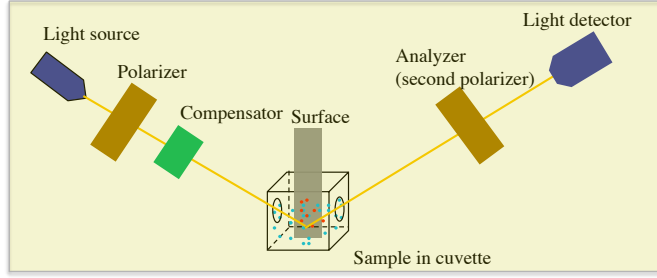 Light source
Polarizer
Compensator
Surface
Analyzer
(second polarizer)
Light detector
Sample in cuvette